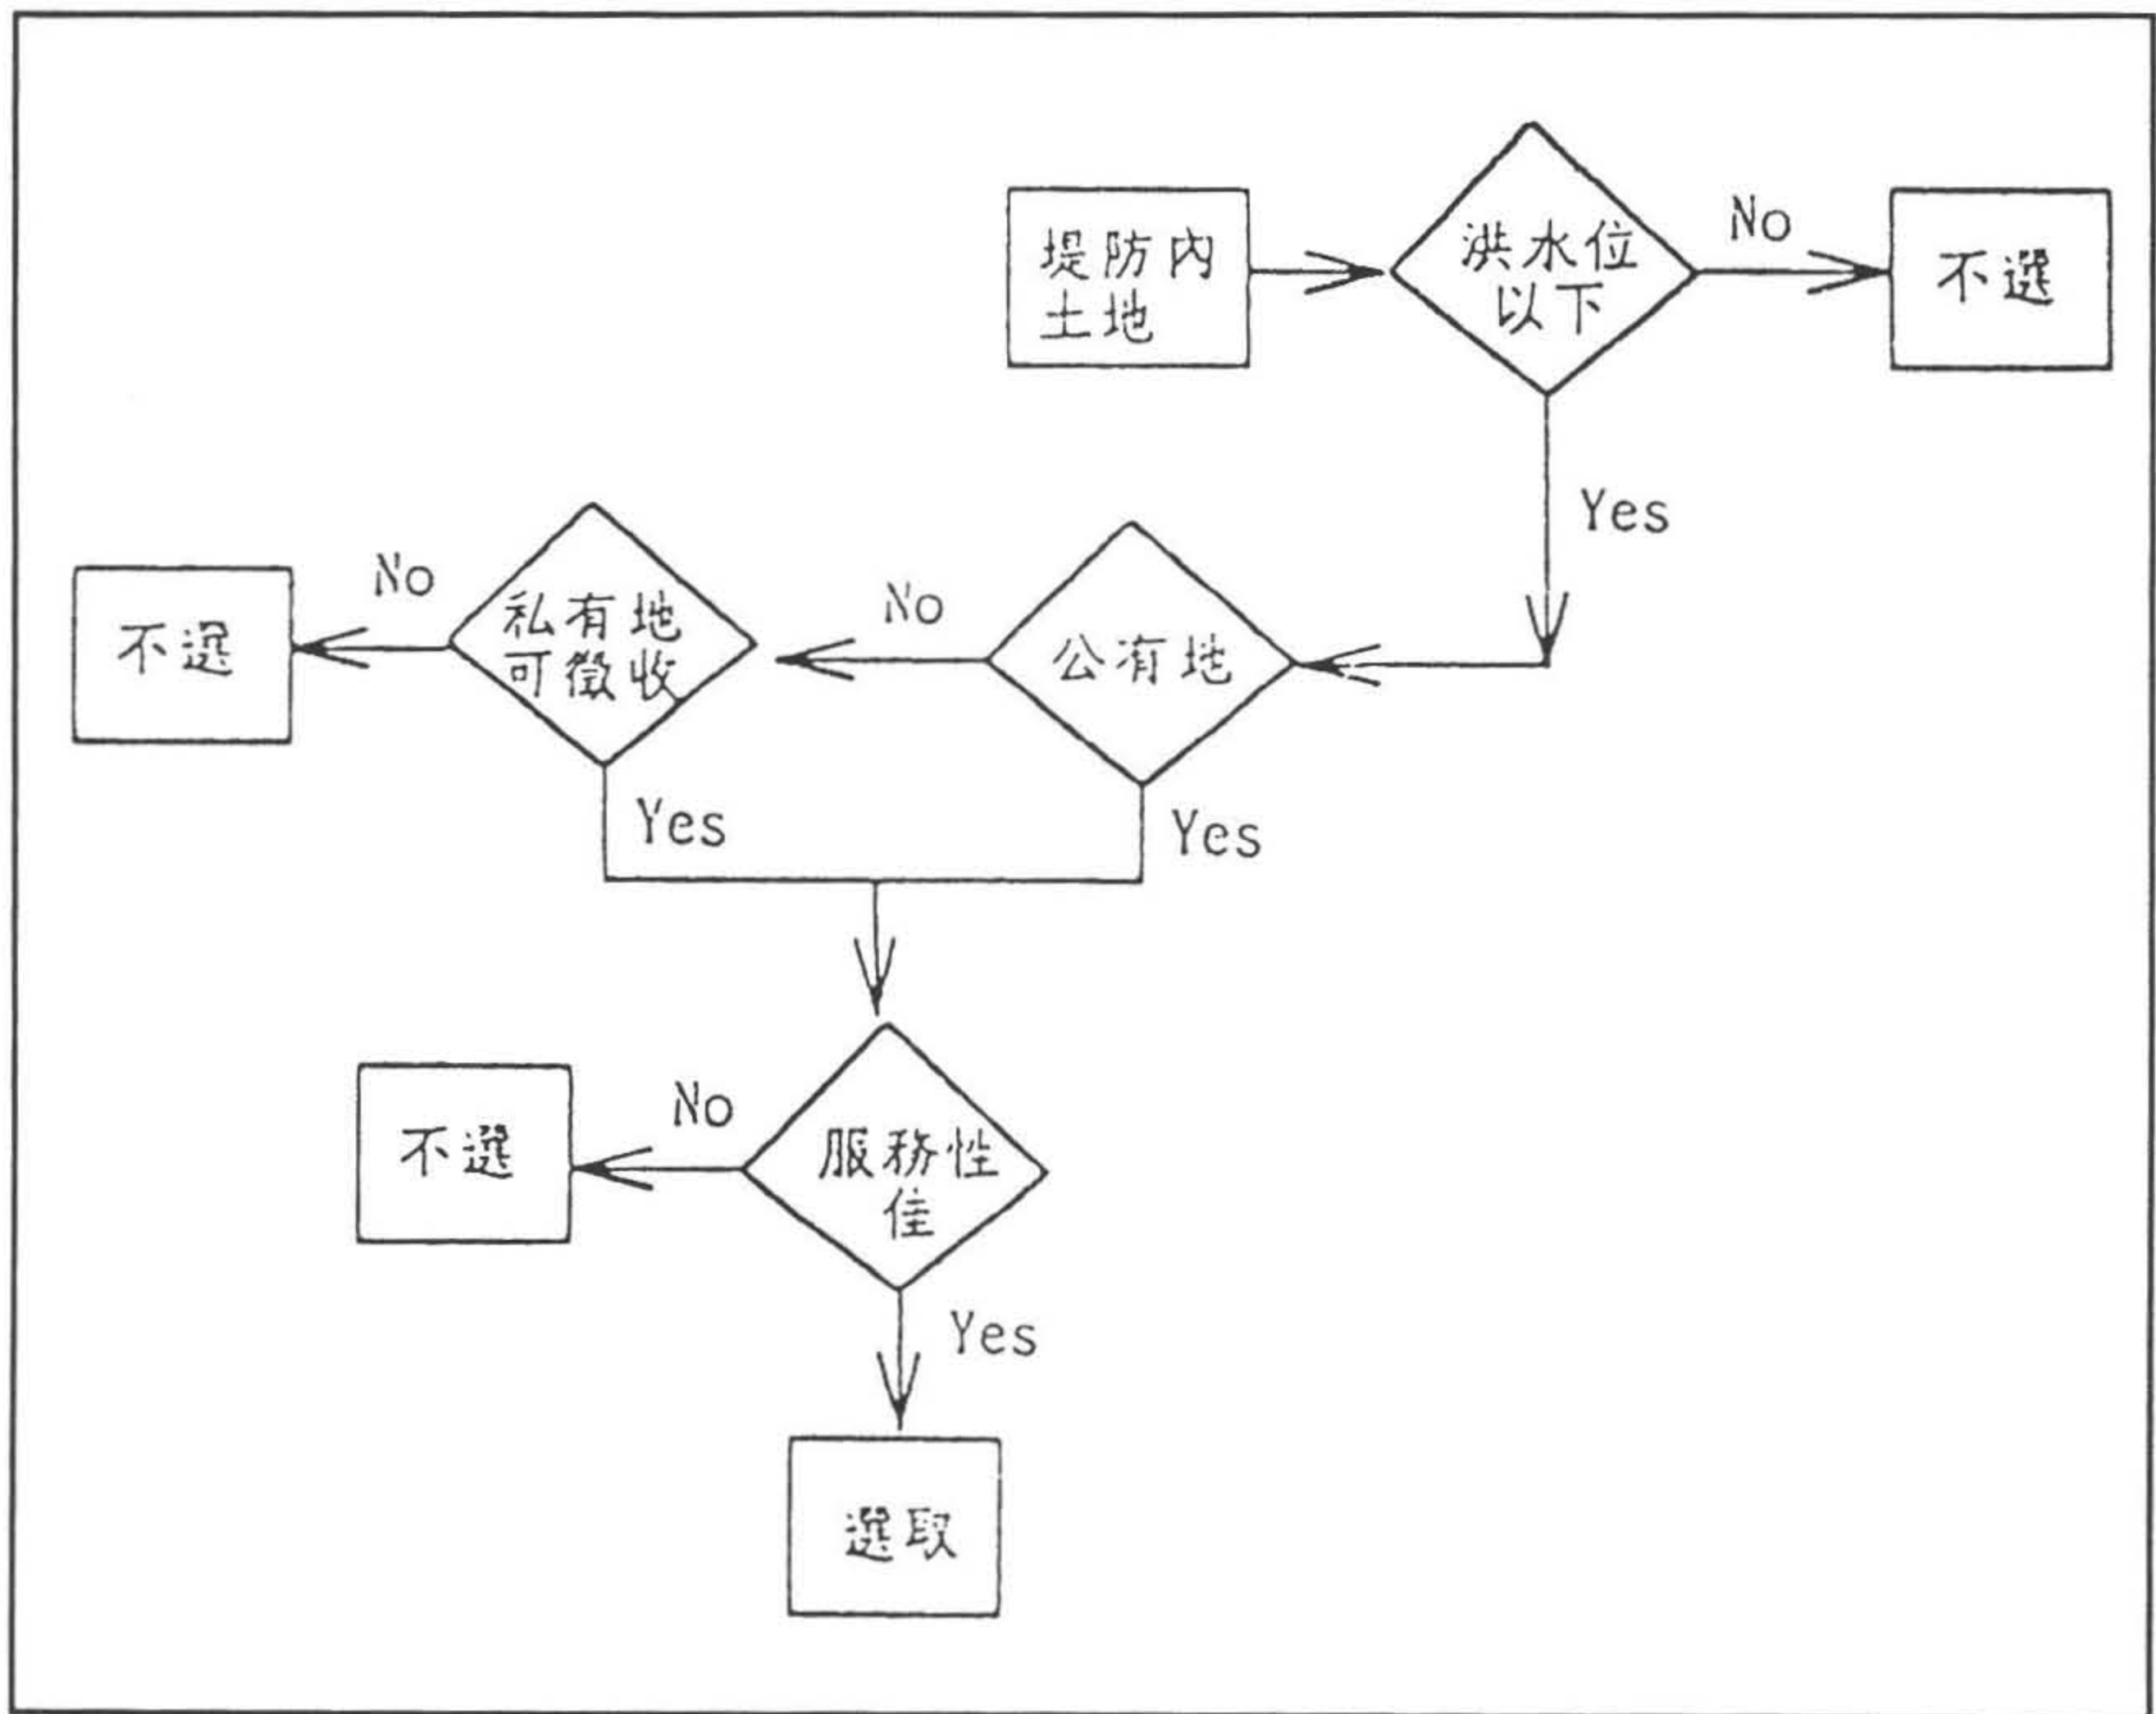 堤防內
土地
洪水位
以下
No
不選
Yes
公有地
No
私有地
可徵收
No
不選
Yes
Yes
服務性
佳
No
不選
Yes
選取